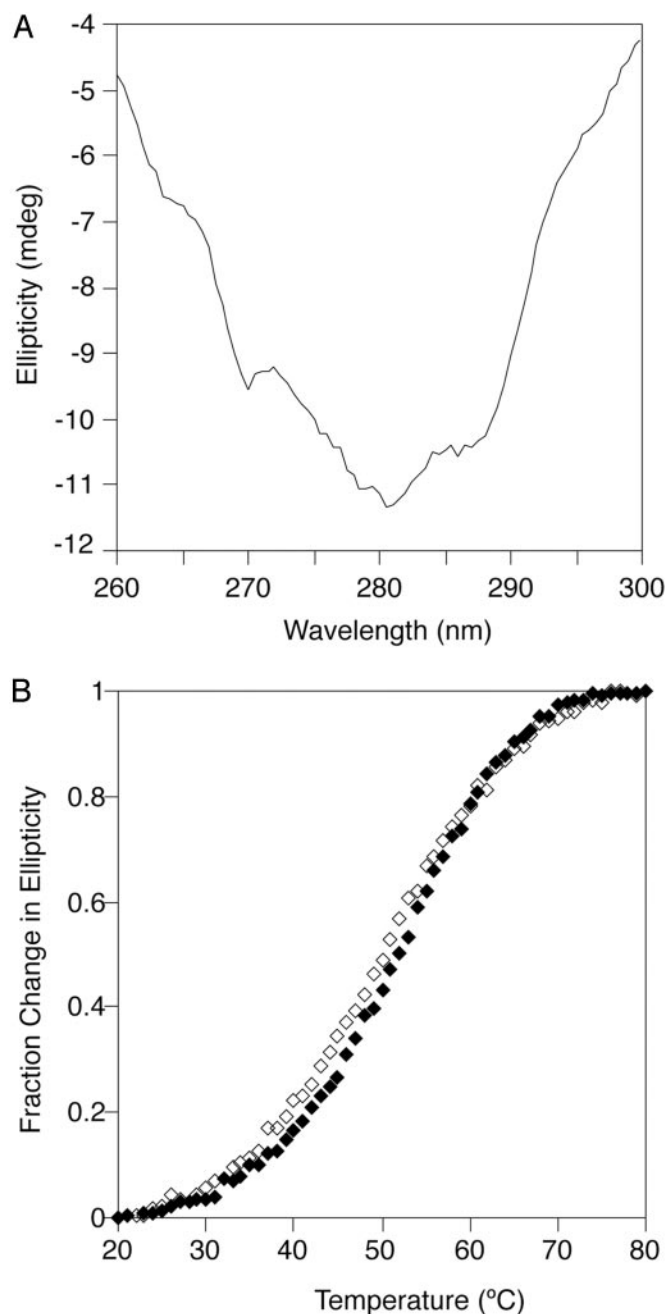 A
-4
-5
-6
-7
-8
-9
-10
-11
-12
Ellipticity (mdeg)
260 270 280 290 300
Wavelength (nm)
B
1
0.8
0.6
0.4
0.2
0
Fraction Change in Ellipticity
20 30 40 50 60 70 80
Temperature (ºC)